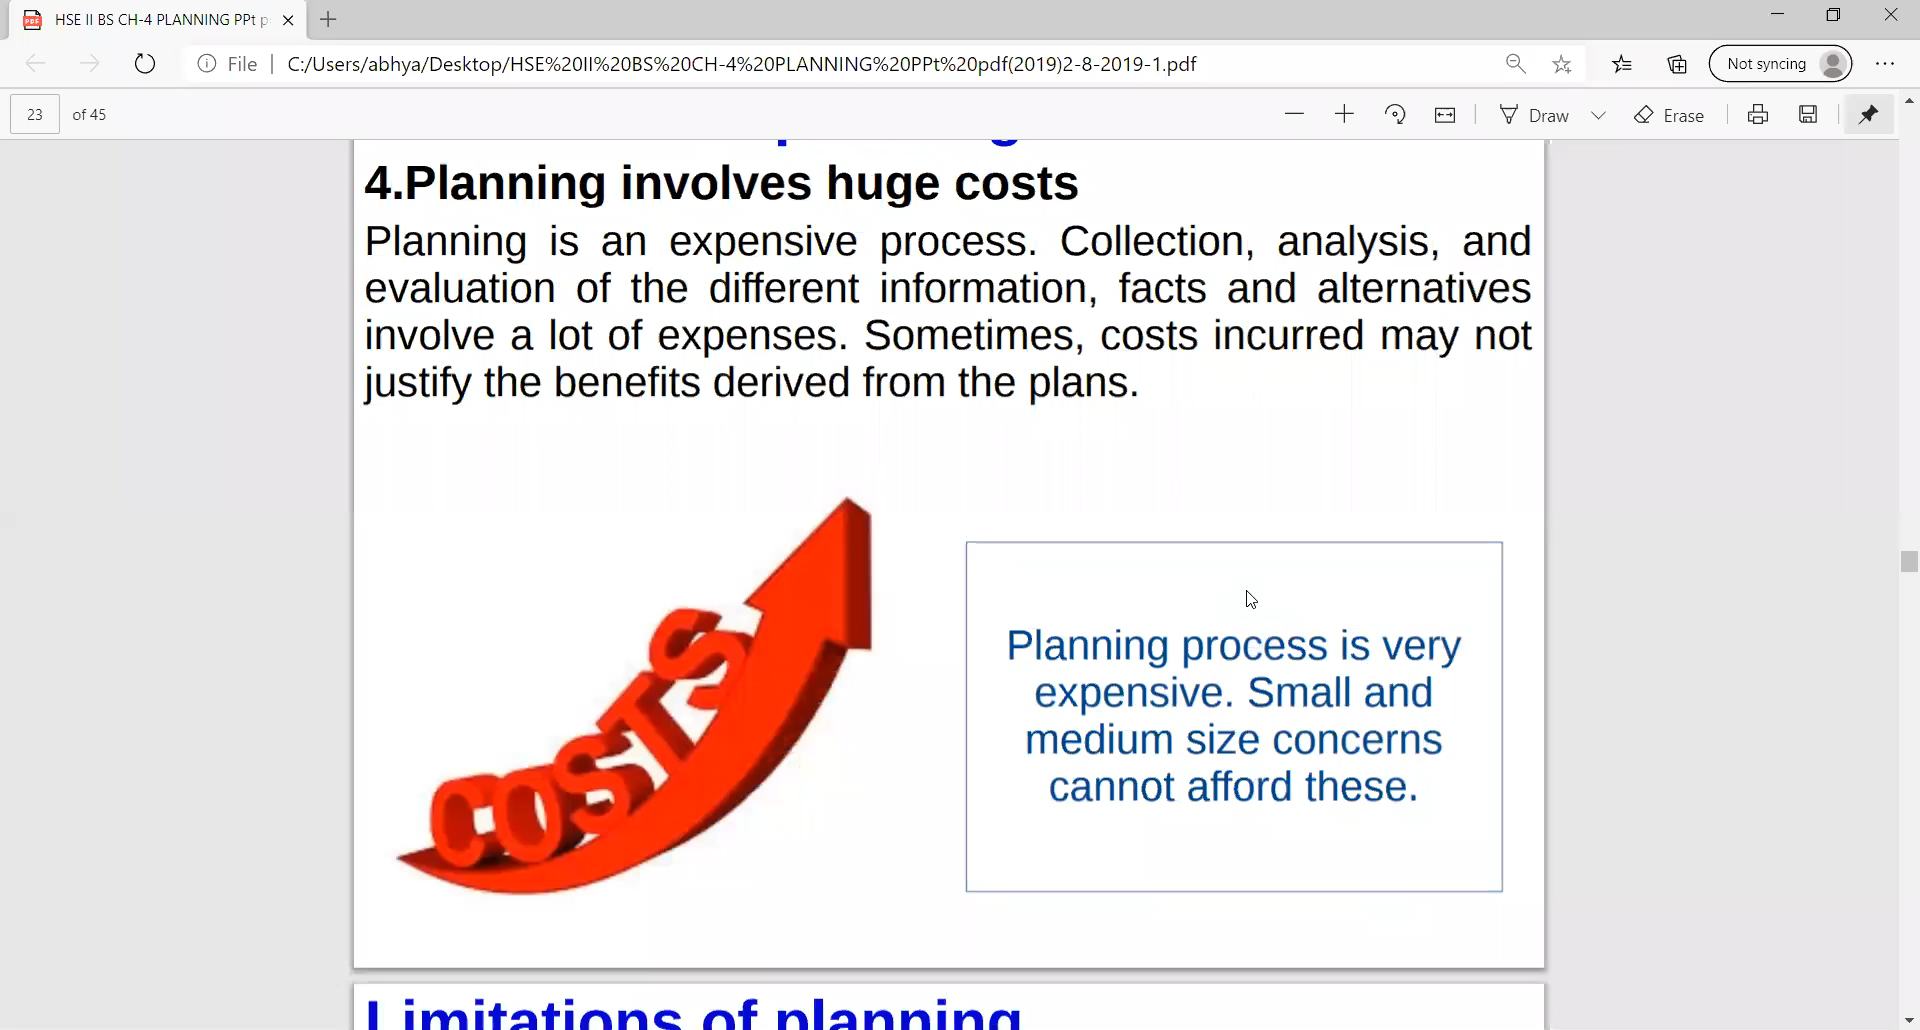 HSE II BS CH-4 PLANNING PPt p
File
C:/Users/abhya/Desktop/HSE%20II%20BS%20CH-4%20PLANNING%20PPt%20pdf(2019)2-8-2019-1.pdf
Not syncing
23 of 45
Draw
Erase
4.Planning involves huge costs
Planning is an expensive process. Collection, analysis, and
evaluation of the different information, facts and alternatives
involve a lot of expenses. Sometimes, costs incurred may not
justify the benefits derived from the plans.
COSTS
Planning process is very
expensive. Small and
medium size concerns
cannot afford these.
Limitations of planning